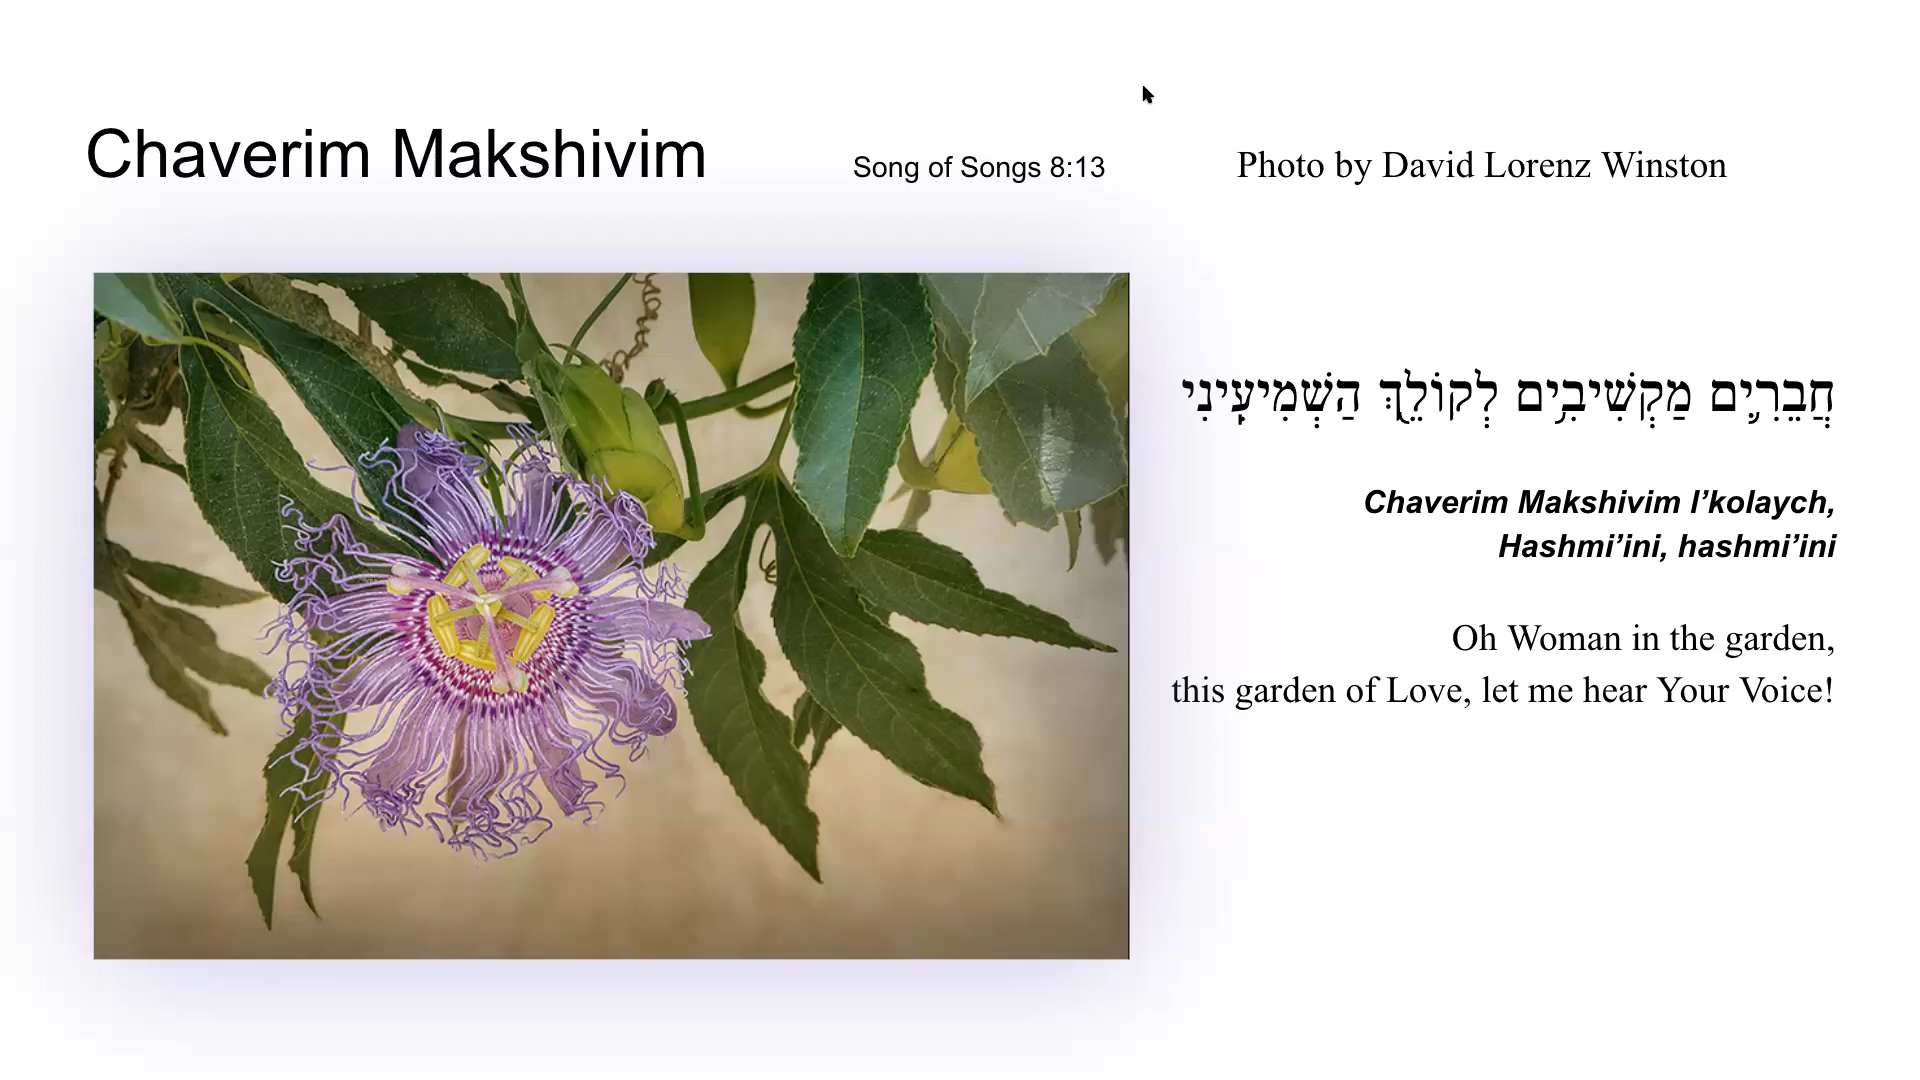 Chaverim Makshivim
Song of Songs 8:13
Photo by David Lorenz Winston
חֲבֵרִ֛ים מַקְשִׁיבִ֥ים לְקוֹלֵ֖ךְ הַשְׁמִיעִֽינִי
Chaverim Makshivim l’kolaych,
Hashmi’ini, hashmi’ini
Oh Woman in the garden,
this garden of Love, let me hear Your Voice!